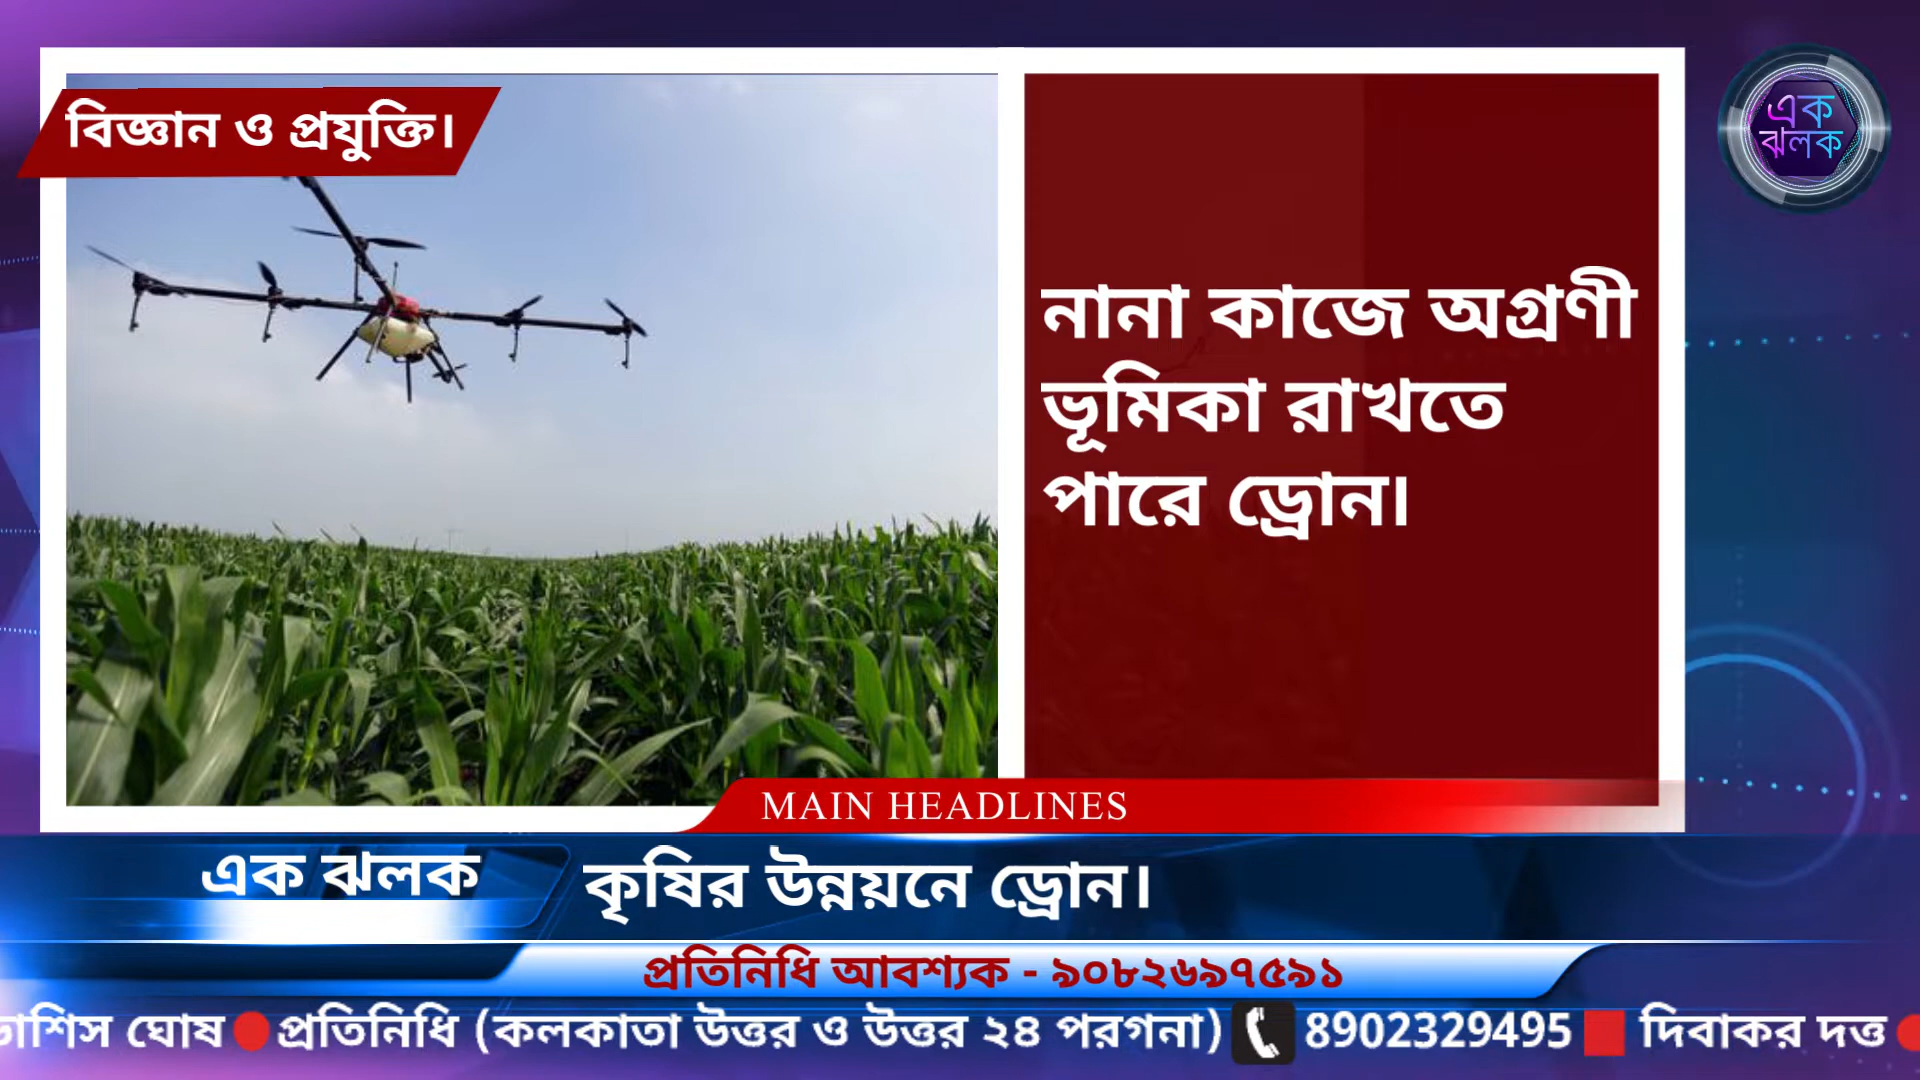 বিজ্ঞান ও প্রযুক্তি।
এক
ঝলক
নানা কাজে অগ্রণী
ভূমিকা রাখতে
পারে ড্রোন।
MAIN HEADLINES
এক ঝলক
কৃষির উন্নয়নে ড্রোন।
প্রতিনিধি আবশ্যক - ৯০৮২৬৯৭৫৯১
ঘোষ প্রতিনিধি (কলকাতা উত্তর ও উত্তর ২৪ পরগনা) 8902329495 দিবাকর দত্ত